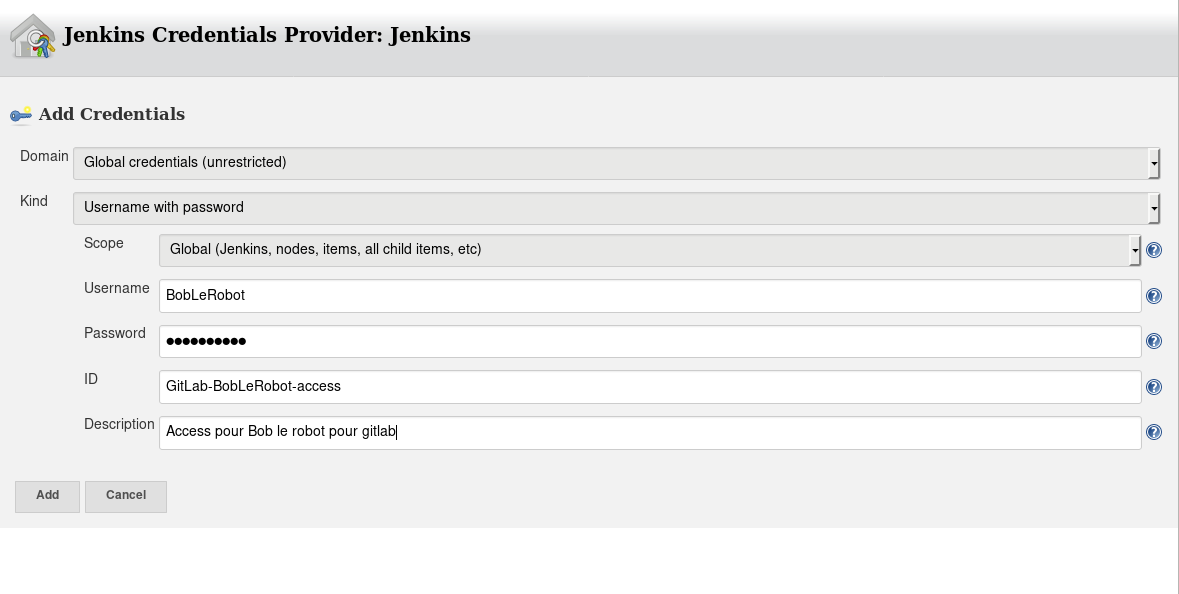 Jenkins Credentials Provider: Jenkins
Add Credentials
Domain Global credentials (unrestricted)
Kind Username with password
Scope Global (Jenkins, nodes, items, all child items, etc)
Username BobLeRobot
Password ●●●●●●●●●●
ID GitLab-BobLeRobot-access
Description Access pour Bob le robot pour gitlab
Add Cancel